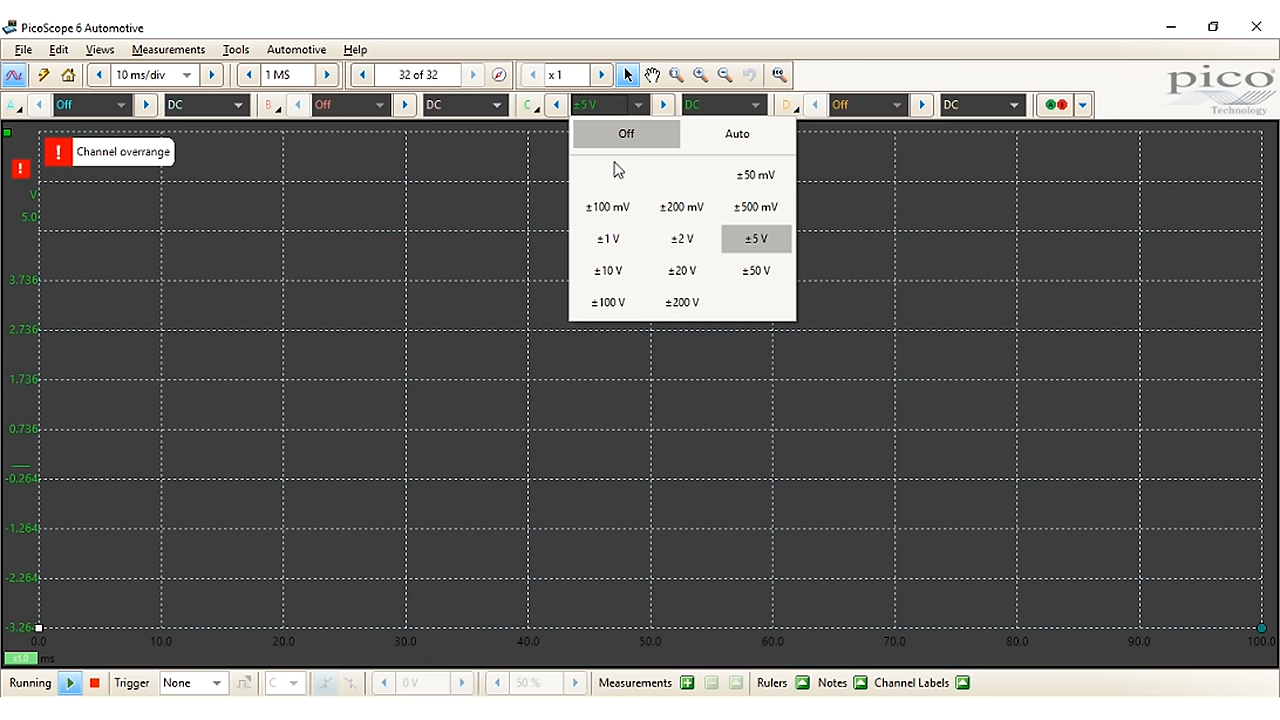 PicoScope 6 Automotive
File Edit Views Measurements Tools Automotive Help
10 ms/div 1 MS 32 of 32 x 1
pico
Technology
A Off DC B Off DC C ±5 V DC D Off DC
Off Auto
! Channel overrange
!
±50 mV
±100 mV ±200 mV ±500 mV
±1 V ±2 V ±5 V
±10 V ±20 V ±50 V
±100 V ±200 V
V
5.0
3.736
2.736
1.736
0.736
-0.264
-1.264
-2.264
-3.26
0.0 10.0 20.0 30.0 40.0 50.0 60.0 70.0 80.0 90.0 100.0
x1.0 ms
Running Trigger None C 0 V 50 % Measurements Rulers Notes Channel Labels